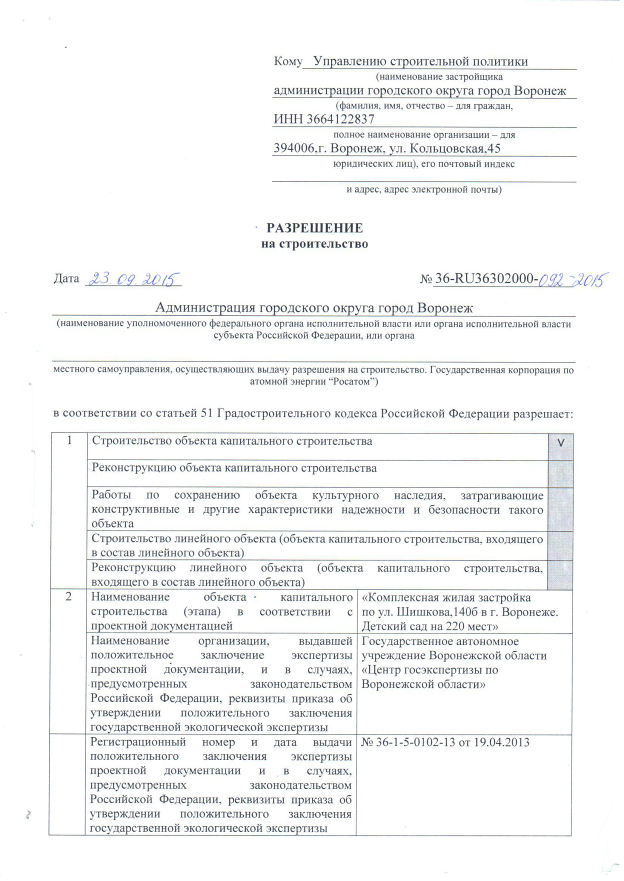 Кому Управлению строительной политики
(наименование застройщика
администрации городского округа город Воронеж
(фамилия, имя, отчество – для граждан,
ИНН 3664122837
полное наименование организации – для
394006,г. Воронеж, ул. Кольцовская,45
юридических лиц), его почтовый индекс
и адрес, адрес электронной почты)
РАЗРЕШЕНИЕ
на строительство
Дата 23 09 2015 № 36-RU36302000-092-2015
Администрация городского округа город Воронеж
(наименование уполномоченного федерального органа исполнительной власти или органа исполнительной власти
субъекта Российской Федерации, или органа
местного самоуправления, осуществляющих выдачу разрешения на строительство. Государственная корпорация по
атомной энергии “Росатом”)
в соответствии со статьей 51 Градостроительного кодекса Российской Федерации разрешает:
1 Строительство объекта капитального строительства V
Реконструкцию объекта капитального строительства
Работы по сохранению объекта культурного наследия, затрагивающие
конструктивные и другие характеристики надежности и безопасности такого
объекта
Строительство линейного объекта (объекта капитального строительства, входящего
в состав линейного объекта)
Реконструкцию линейного объекта (объекта капитального строительства,
входящего в состав линейного объекта)
2 Наименование объекта капитального
строительства (этапа) в соответствии с
проектной документацией
«Комплексная жилая застройка
по ул. Шишкова,140б в г. Воронеже.
Детский сад на 220 мест»
Наименование организации, выдавшей
положительное заключение экспертизы
проектной документации, и в случаях,
предусмотренных законодательством
Российской Федерации, реквизиты приказа об
утверждении положительного заключения
государственной экологической экспертизы
Государственное автономное
учреждение Воронежской области
«Центр госэкспертизы по
Воронежской области»
Регистрационный номер и дата выдачи
положительного заключения экспертизы
проектной документации и в случаях,
предусмотренных законодательством
Российской Федерации, реквизиты приказа об
утверждении положительного заключения
государственной экологической экспертизы
№ 36-1-5-0102-13 от 19.04.2013